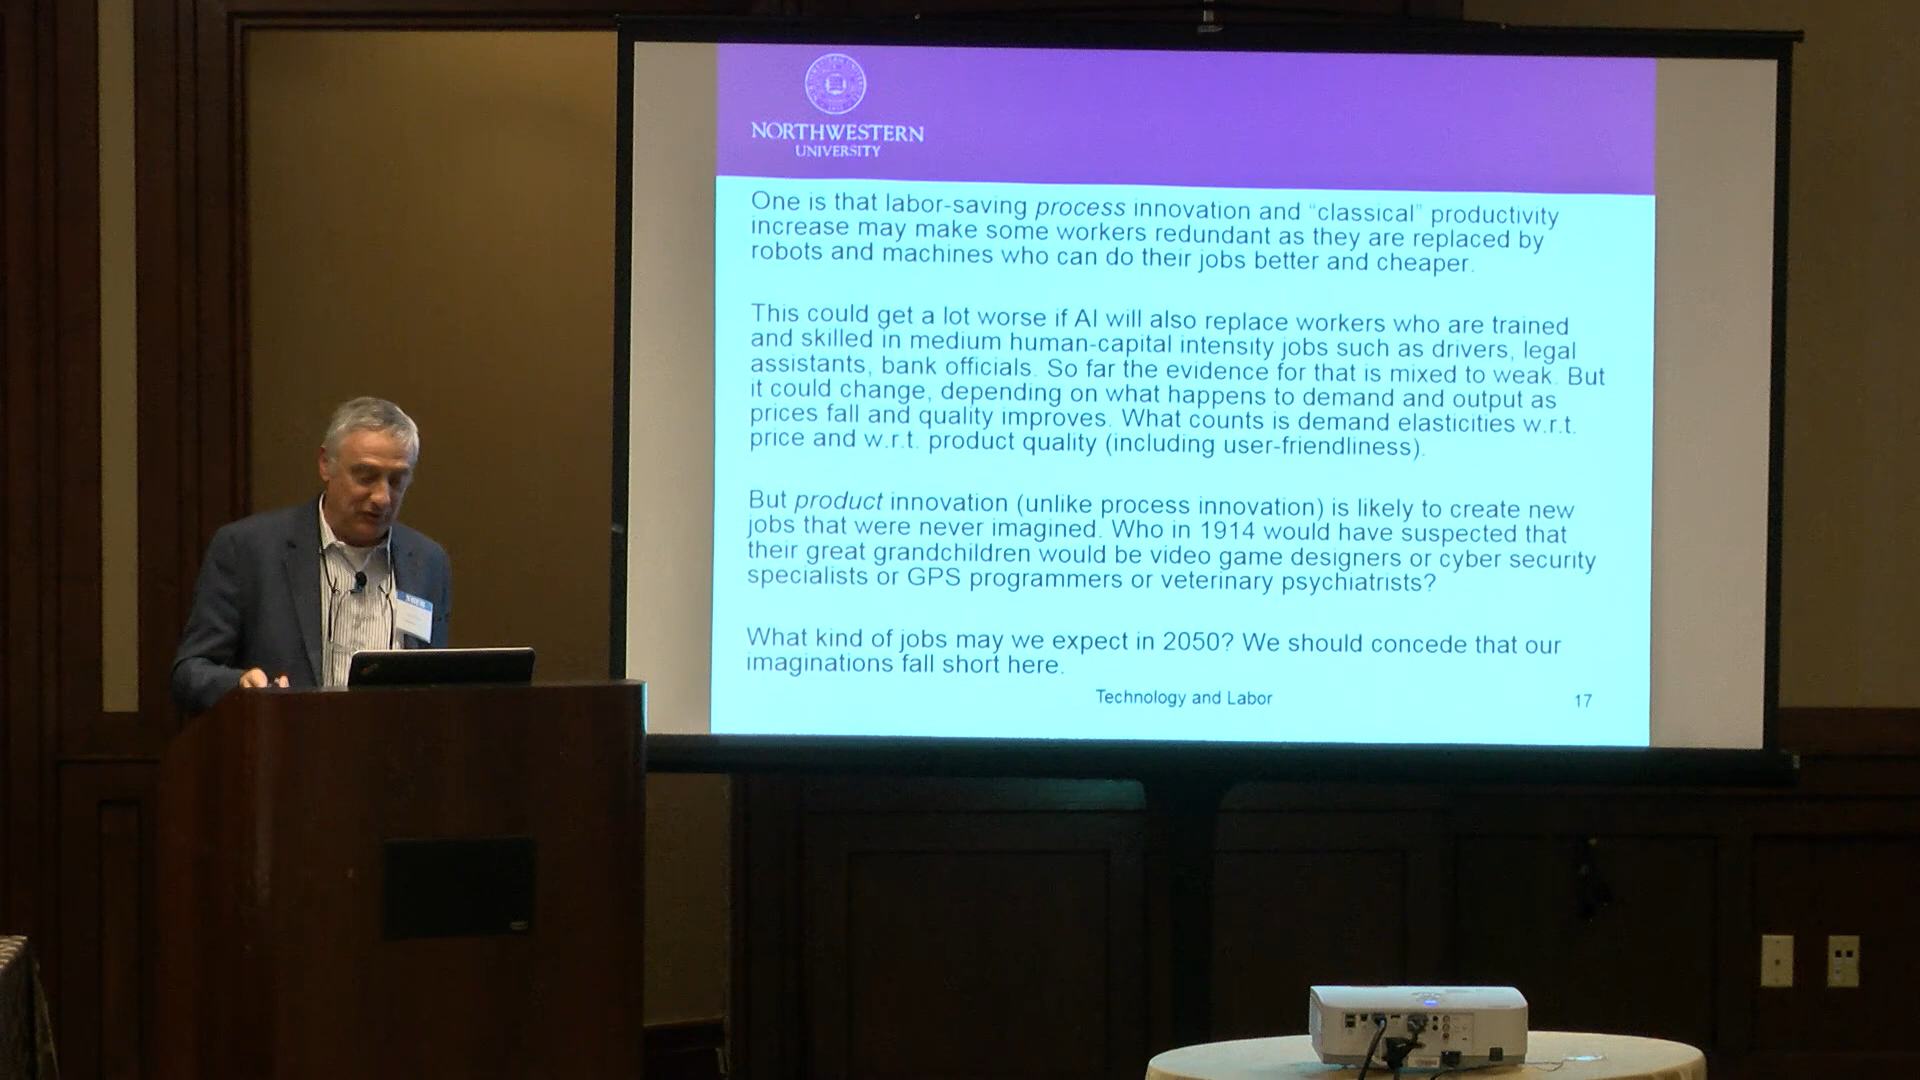 NORTHWESTERN
UNIVERSITY
One is that labor-saving process innovation and “classical” productivity
increase may make some workers redundant as they are replaced by
robots and machines who can do their jobs better and cheaper.
This could get a lot worse if AI will also replace workers who are trained
and skilled in medium human-capital intensity jobs such as drivers, legal
assistants, bank officials. So far the evidence for that is mixed to weak. But
it could change, depending on what happens to demand and output as
prices fall and quality improves. What counts is demand elasticities w.r.t.
price and w.r.t. product quality (including user-friendliness).
But product innovation (unlike process innovation) is likely to create new
jobs that were never imagined. Who in 1914 would have suspected that
their great grandchildren would be video game designers or cyber security
specialists or GPS programmers or veterinary psychiatrists?
What kind of jobs may we expect in 2050? We should concede that our
imaginations fall short here.
Technology and Labor
17